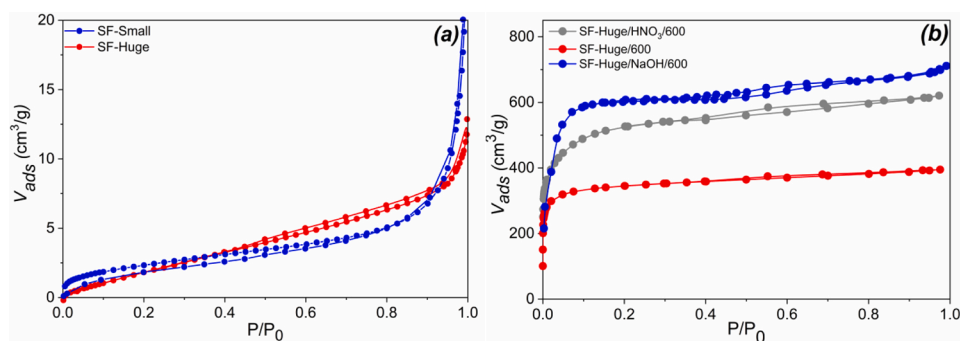 (a)
SF-Small
SF-Huge
20
15
10
5
0
V_ads (cm³/g)
0.0 0.2 0.4 0.6 0.8 1.0
P/P₀
(b)
SF-Huge/HNO₃/600
SF-Huge/600
SF-Huge/NaOH/600
800
600
400
200
0
V_ads (cm³/g)
0.0 0.2 0.4 0.6 0.8 1.0
P/P₀